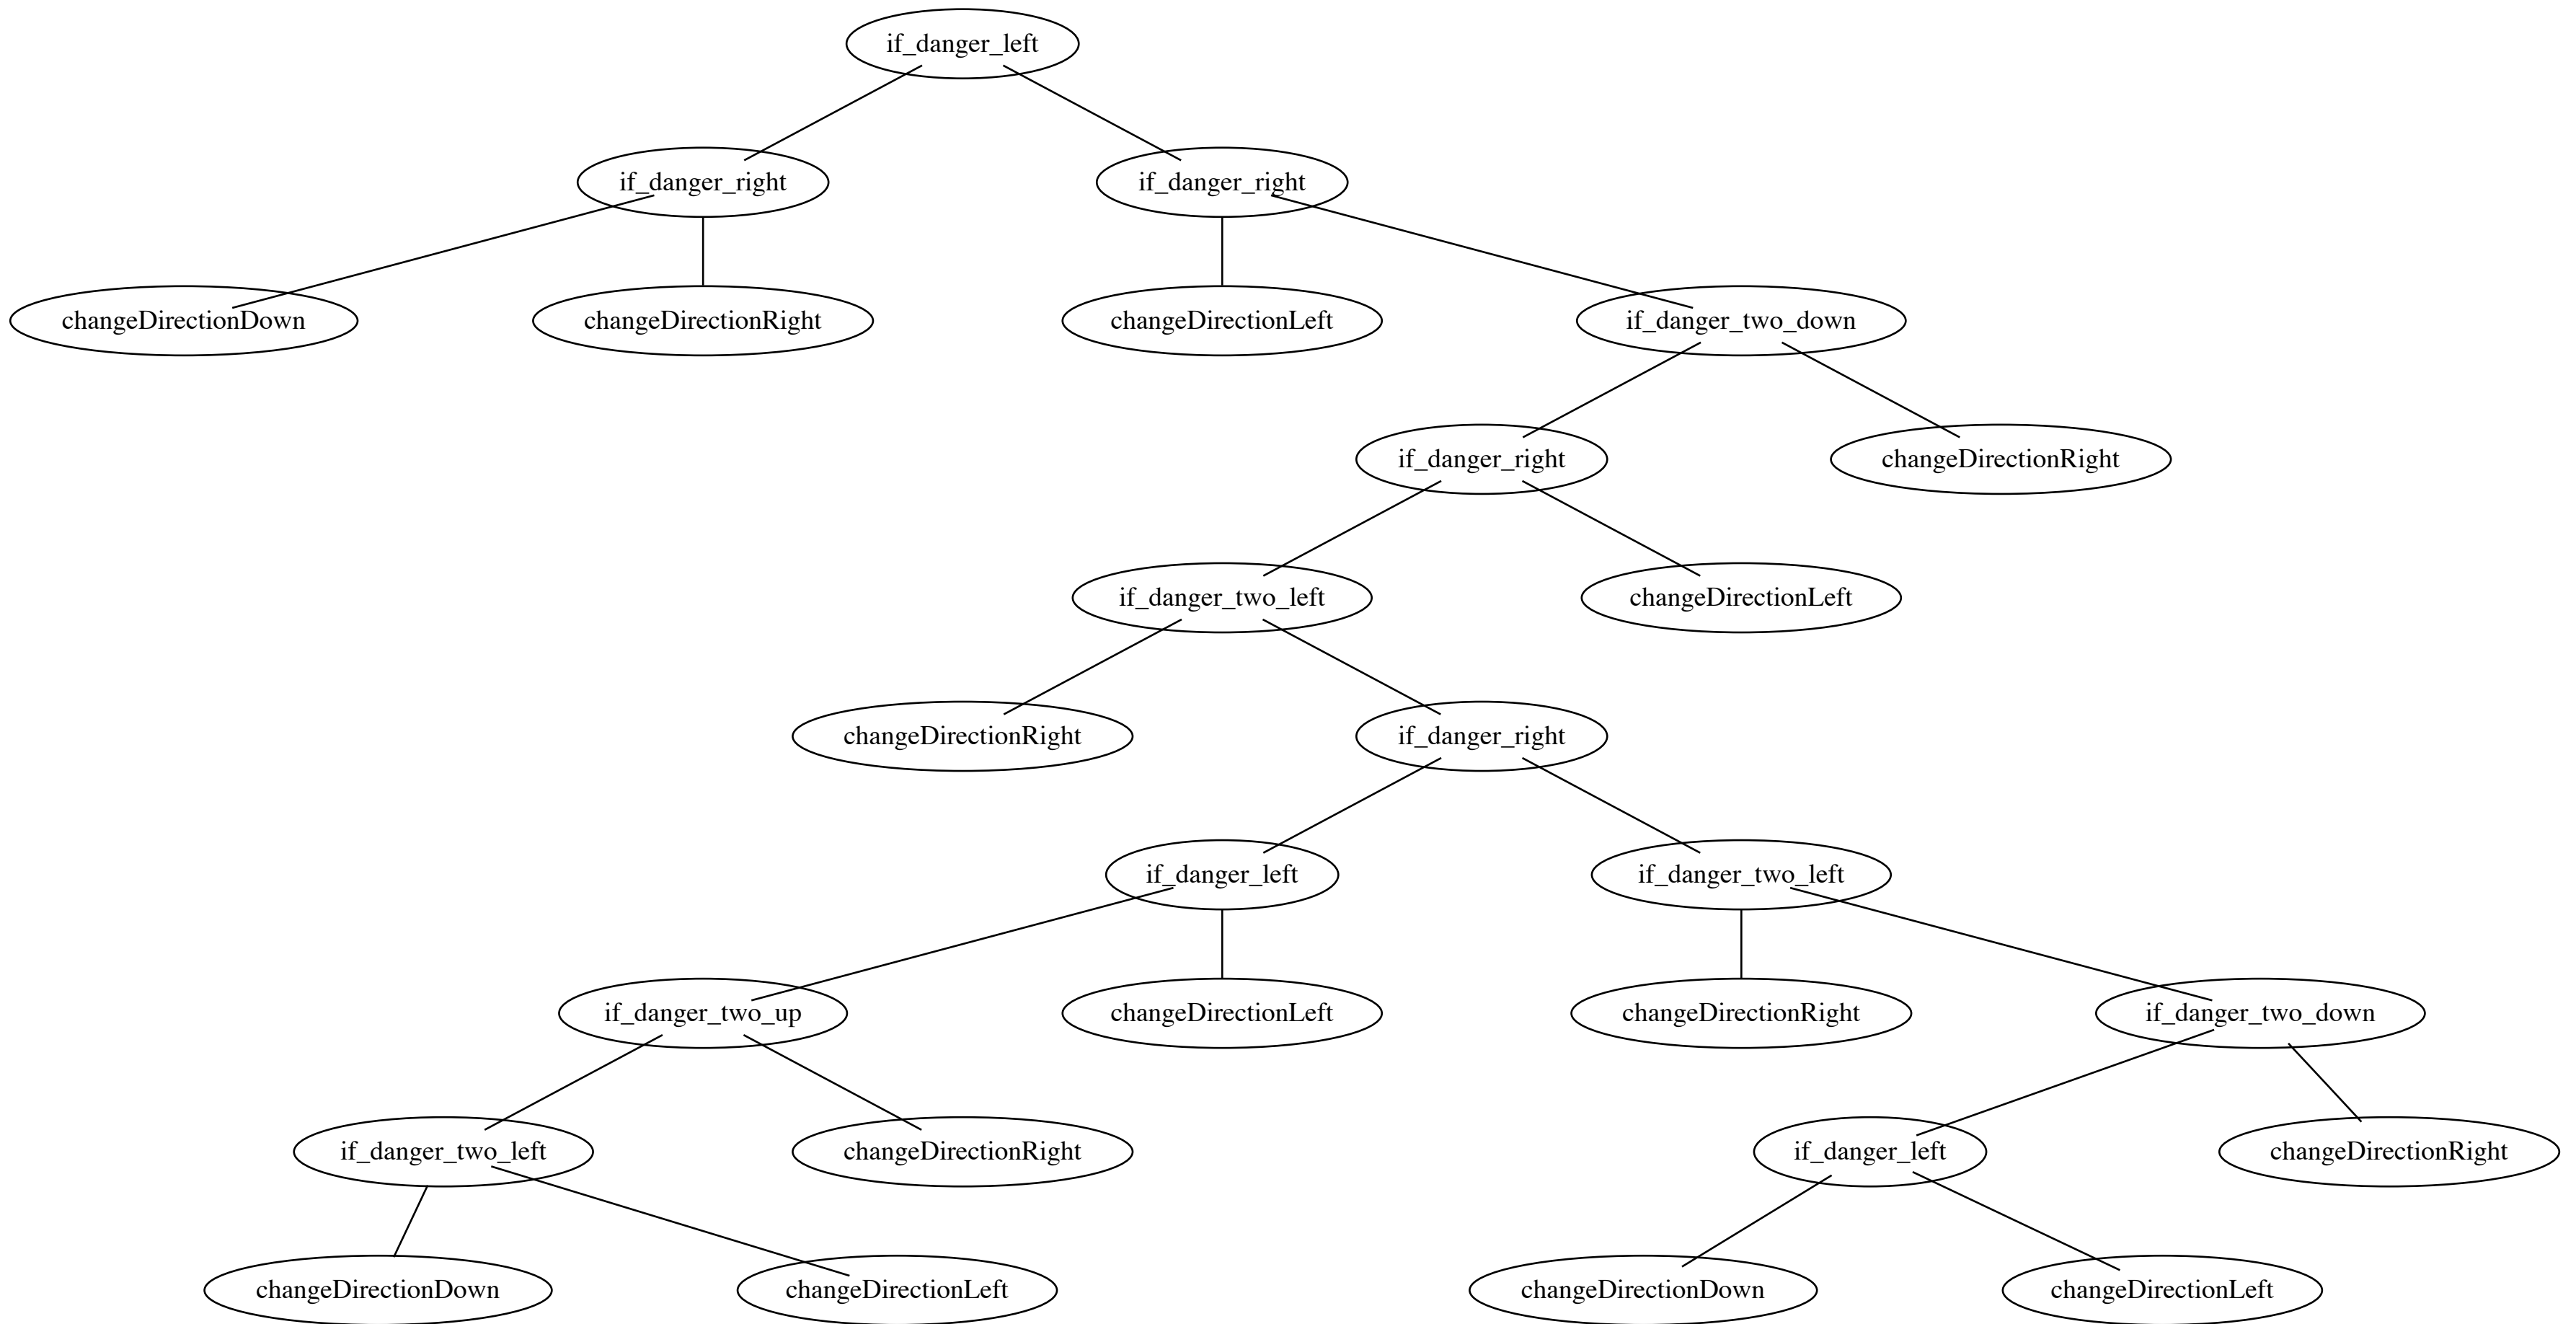 if_danger_left
if_danger_right
if_danger_right
changeDirectionDown
changeDirectionRight
changeDirectionLeft
if_danger_two_down
if_danger_right
changeDirectionRight
if_danger_two_left
changeDirectionLeft
changeDirectionRight
if_danger_right
if_danger_left
if_danger_two_left
if_danger_two_up
changeDirectionLeft
changeDirectionRight
if_danger_two_down
if_danger_two_left
changeDirectionRight
if_danger_left
changeDirectionRight
changeDirectionDown
changeDirectionLeft
changeDirectionDown
changeDirectionLeft